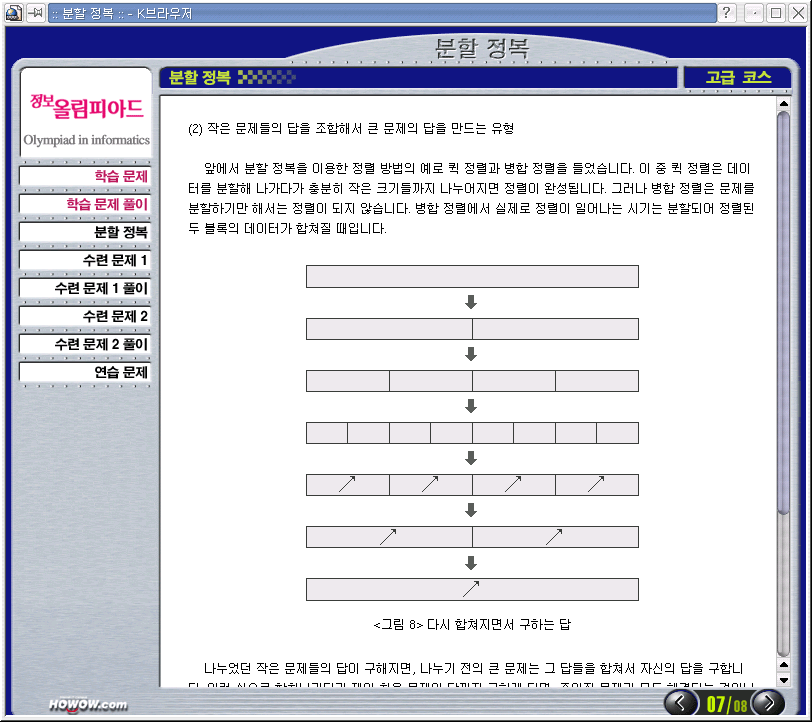 :: 분할 정복 :: - K브라우저
분할 정복
분할 정복
고급 코스
정보올림피아드
Olympiad in informatics
학습 문제
학습 문제 풀이
분할 정복
수련 문제 1
수련 문제 1 풀이
수련 문제 2
수련 문제 2 풀이
연습 문제
(2) 작은 문제들의 답을 조합해서 큰 문제의 답을 만드는 유형
앞에서 분할 정복을 이용한 정렬 방법의 예로 퀵 정렬과 병합 정렬을 들었습니다. 이 중 퀵 정렬은 데이
터를 분할해 나가다가 충분히 작은 크기들까지 나누어지면 정렬이 완성됩니다. 그러나 병합 정렬은 문제를
분할하기만 해서는 정렬이 되지 않습니다. 병합 정렬에서 실제로 정렬이 일어나는 시기는 분할되어 정렬된
두 블록의 데이터가 합쳐질 때입니다.
<그림 8> 다시 합쳐지면서 구하는 답
나누었던 작은 문제들의 답이 구해지면, 나누기 전의 큰 문제는 그 답들을 합쳐서 자신의 답을 구합니
HOWOW.com
07/08